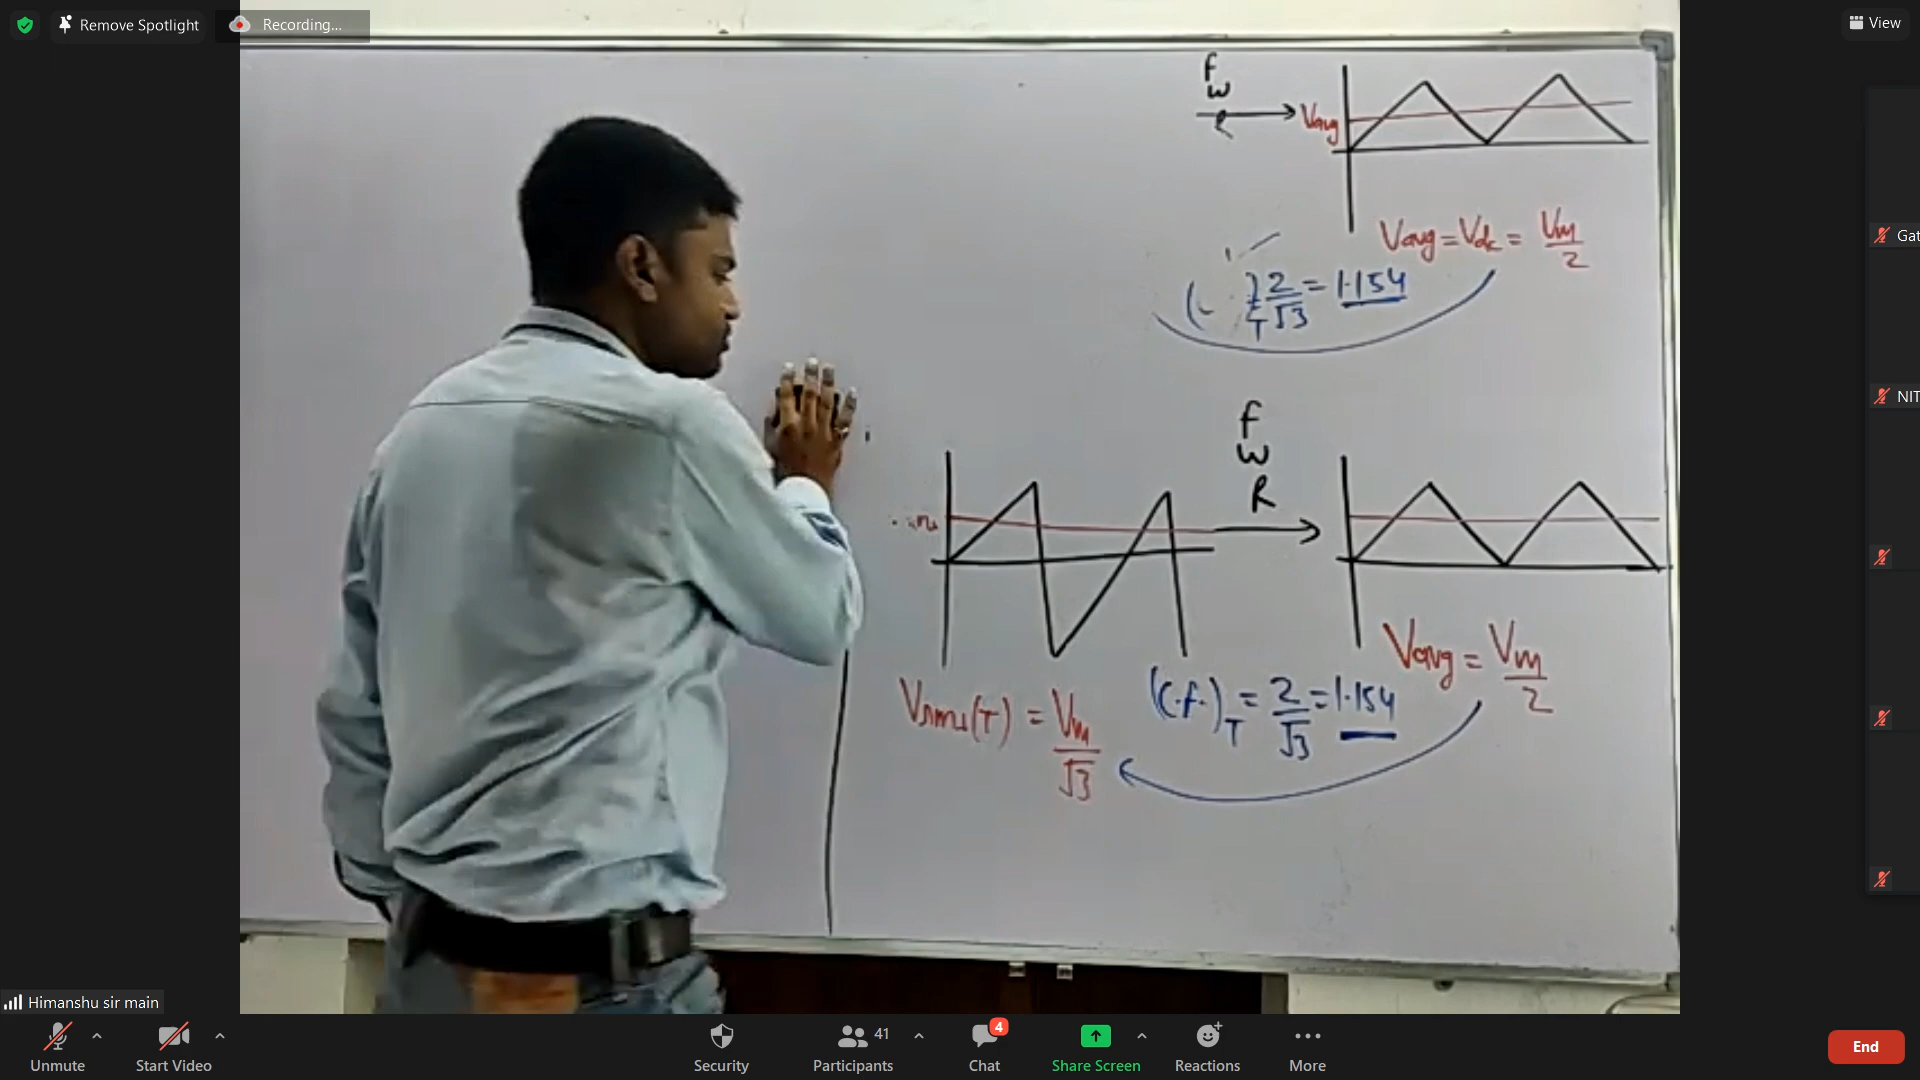 Remove Spotlight
Recording...
View
f
w
R
Vavg
Vavg = Vdc = Vm/2
2/√3 = 1.154
T
f
w
R
Vrms(T) = Vm/√3
(C.f.)T = 2/√3 = 1.154
Vavg = Vm/2
Gat
NIT
Himanshu sir main
Unmute
Start Video
Security
41
Participants
4
Chat
Share Screen
Reactions
More
End